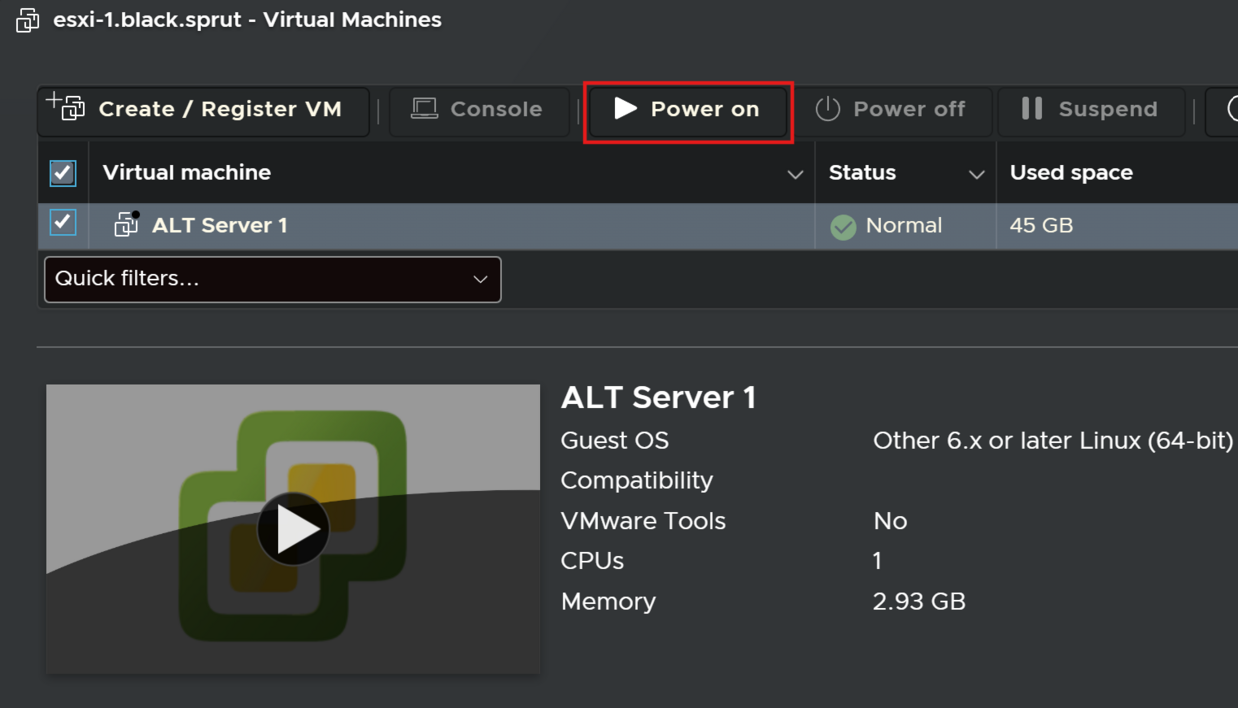 esxi-1.black.sprut - Virtual Machines
Create / Register VM | Console | Power on Power off Suspend |
Virtual machine Status Used space
ALT Server 1 Normal 45 GB
Quick filters...
ALT Server 1
Guest OS Other 6.x or later Linux (64-bit)
Compatibility
VMware Tools No
CPUs 1
Memory 2.93 GB